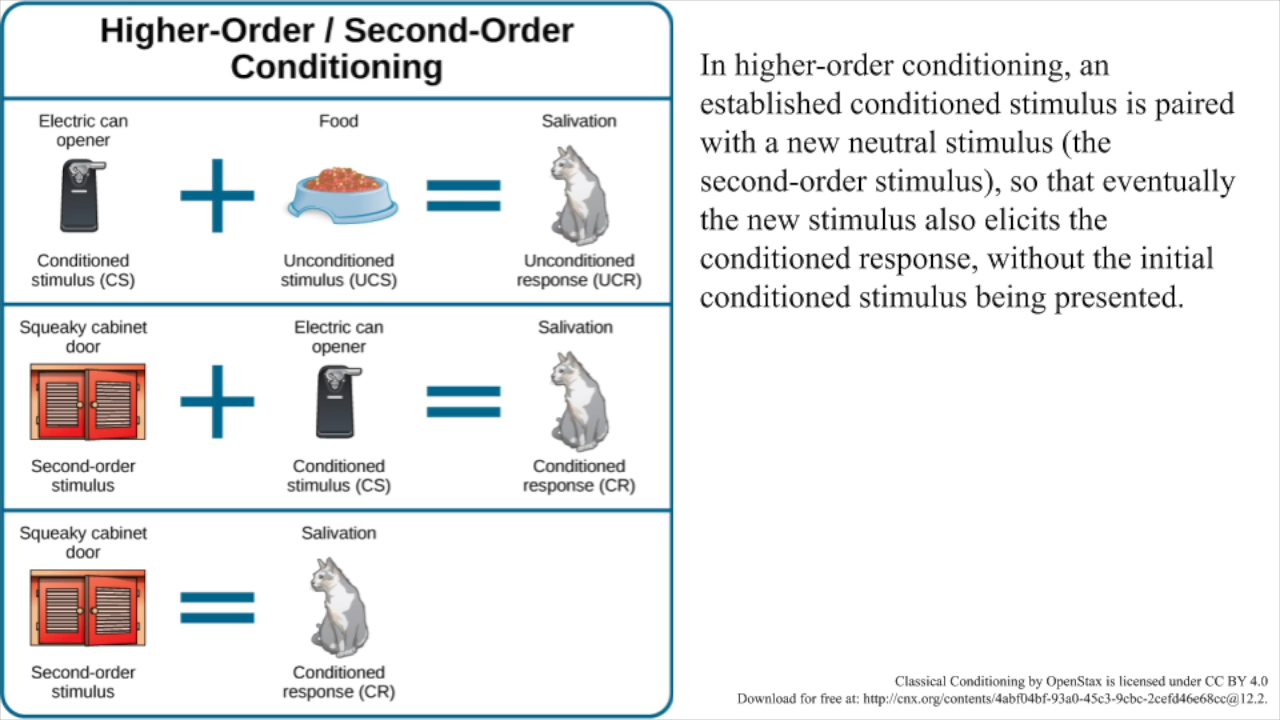 Higher-Order / Second-Order
Conditioning
Electric can
opener
Food
Salivation
Conditioned
stimulus (CS)
Unconditioned
stimulus (UCS)
Unconditioned
response (UCR)
Squeaky cabinet
door
Electric can
opener
Salivation
Second-order
stimulus
Conditioned
stimulus (CS)
Conditioned
response (CR)
Squeaky cabinet
door
Salivation
Second-order
stimulus
Conditioned
response (CR)
In higher-order conditioning, an
established conditioned stimulus is paired
with a new neutral stimulus (the
second-order stimulus), so that eventually
the new stimulus also elicits the
conditioned response, without the initial
conditioned stimulus being presented.
Classical Conditioning by OpenStax is licensed under CC BY 4.0
Download for free at: http://cnx.org/contents/4abf04bf-93a0-45c3-9cbc-2cefd46e68cc@12.2.